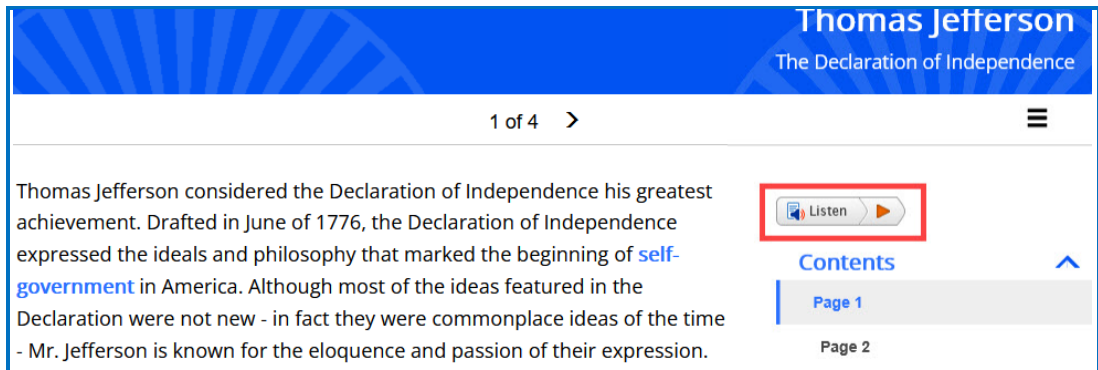 Thomas Jefferson
The Declaration of Independence
1 of 4
Thomas Jefferson considered the Declaration of Independence his greatest
achievement. Drafted in June of 1776, the Declaration of Independence
expressed the ideals and philosophy that marked the beginning of self-
government in America. Although most of the ideas featured in the
Declaration were not new - in fact they were commonplace ideas of the time
- Mr. Jefferson is known for the eloquence and passion of their expression.
Listen
Contents
Page 1
Page 2